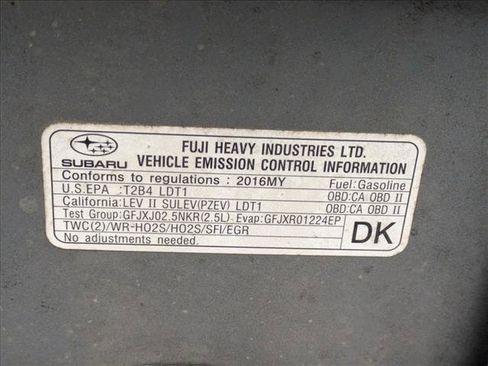 FUJI HEAVY INDUSTRIES LTD.
SUBARU VEHICLE EMISSION CONTROL INFORMATION
Conforms to regulations : 2016MY Fuel:Gasoline
U.S.EPA :T2B4 LDT1 OBD:CA OBD II
California:LEV II SULEV(PZEV) LDT1 OBD:CA OBD II
Test Group:GFJXJ02.5NKR(2.5L) Evap:GFJXR01224EP
TWC(2)/WR-HO2S/HO2S/SFI/EGR
No adjustments needed.
DK